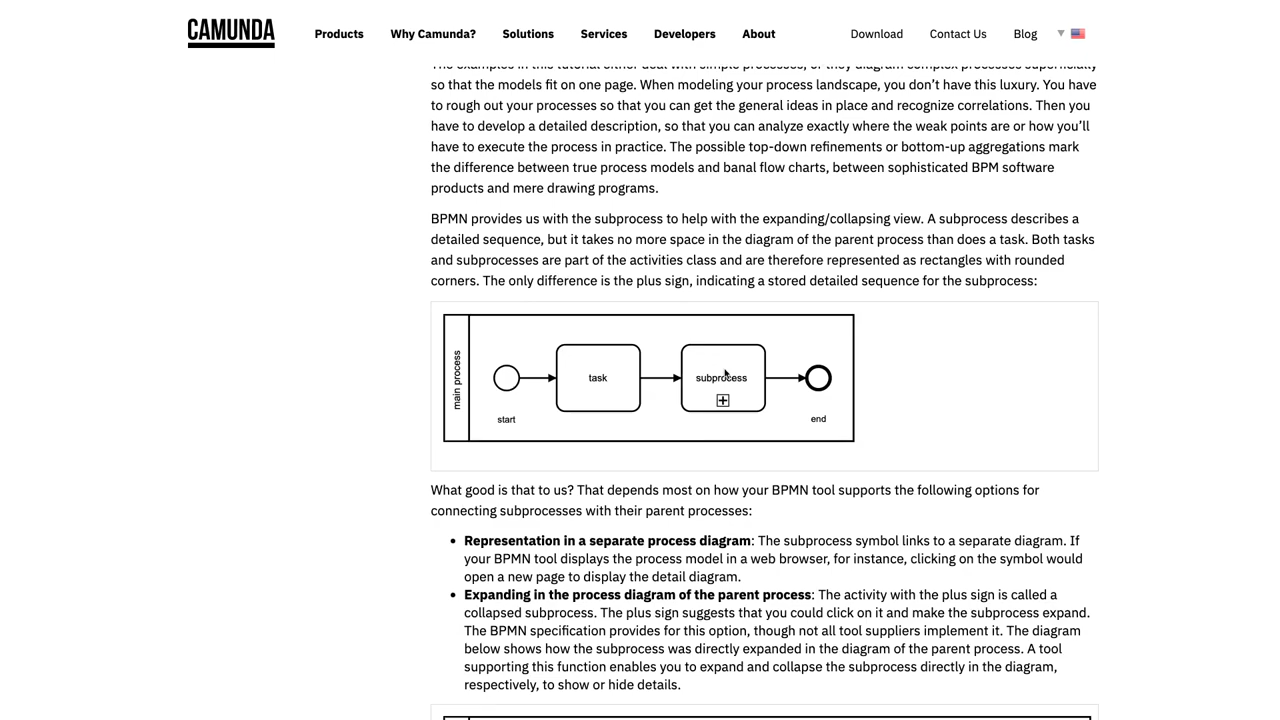 CAMUNDA Products Why Camunda? Solutions Services Developers About Download Contact Us Blog
The examples in this tutorial either deal with simple processes, or they diagram complex processes superficially
so that the models fit on one page. When modeling your process landscape, you don’t have this luxury. You have
to rough out your processes so that you can get the general ideas in place and recognize correlations. Then you
have to develop a detailed description, so that you can analyze exactly where the weak points are or how you’ll
have to execute the process in practice. The possible top-down refinements or bottom-up aggregations mark
the difference between true process models and banal flow charts, between sophisticated BPM software
products and mere drawing programs.
BPMN provides us with the subprocess to help with the expanding/collapsing view. A subprocess describes a
detailed sequence, but it takes no more space in the diagram of the parent process than does a task. Both tasks
and subprocesses are part of the activities class and are therefore represented as rectangles with rounded
corners. The only difference is the plus sign, indicating a stored detailed sequence for the subprocess:
main process
task
subprocess
start
end
What good is that to us? That depends most on how your BPMN tool supports the following options for
connecting subprocesses with their parent processes:
• Representation in a separate process diagram: The subprocess symbol links to a separate diagram. If
your BPMN tool displays the process model in a web browser, for instance, clicking on the symbol would
open a new page to display the detail diagram.
• Expanding in the process diagram of the parent process: The activity with the plus sign is called a
collapsed subprocess. The plus sign suggests that you could click on it and make the subprocess expand.
The BPMN specification provides for this option, though not all tool suppliers implement it. The diagram
below shows how the subprocess was directly expanded in the diagram of the parent process. A tool
supporting this function enables you to expand and collapse the subprocess directly in the diagram,
respectively, to show or hide details.